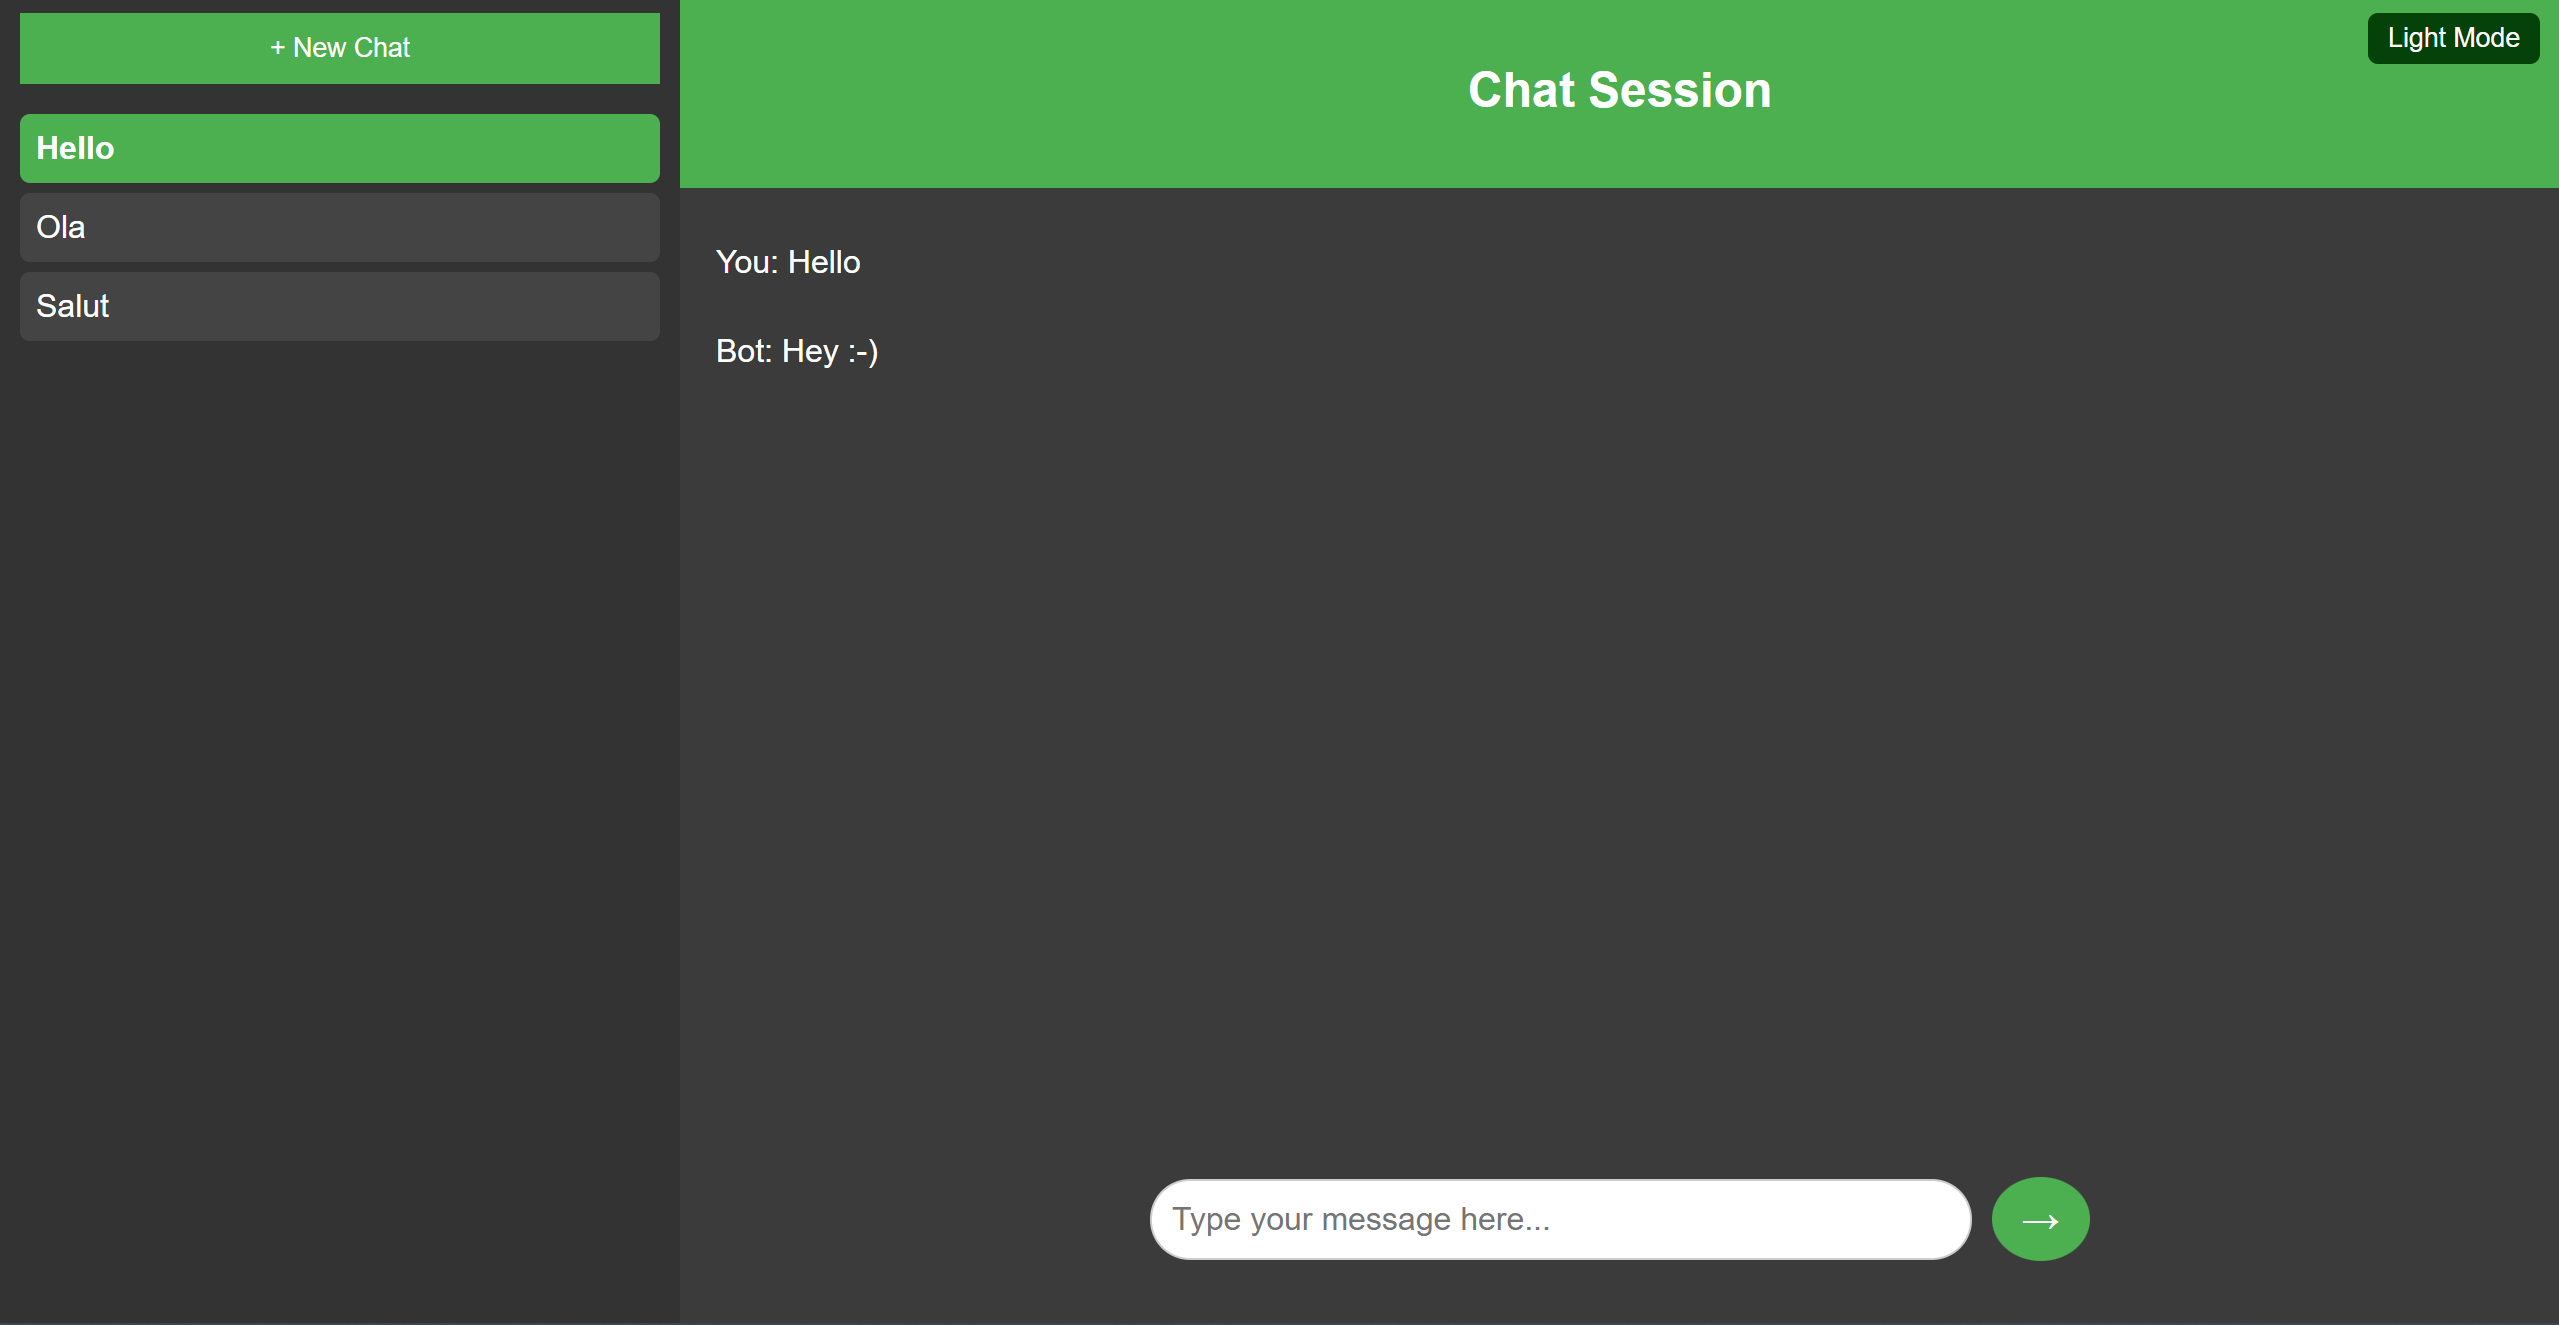 + New Chat
Hello
Ola
Salut
Light Mode
Chat Session
You: Hello
Bot: Hey :-)
Type your message here...
→